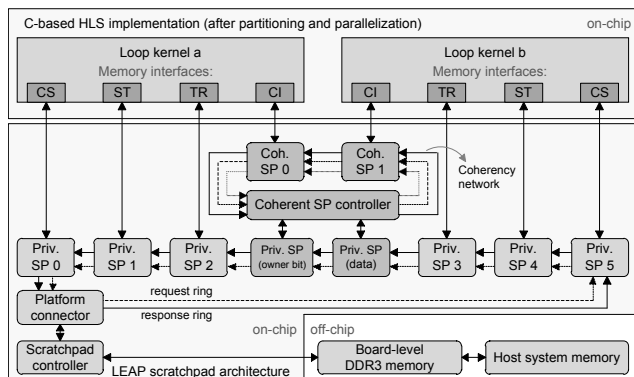 C-based HLS implementation (after partitioning and parallelization) on-chip
Loop kernel a
Memory interfaces:
CS ST TR CI
Loop kernel b
Memory interfaces:
CI TR ST CS
Coh. SP 0
Coh. SP 1
Coherency network
Coherent SP controller
Priv. SP 0
Priv. SP 1
Priv. SP 2
Priv. SP (owner bit)
Priv. SP (data)
Priv. SP 3
Priv. SP 4
Priv. SP 5
request ring
Platform connector
response ring
on-chip off-chip
Scratchpad controller
LEAP scratchpad architecture
Board-level DDR3 memory
Host system memory